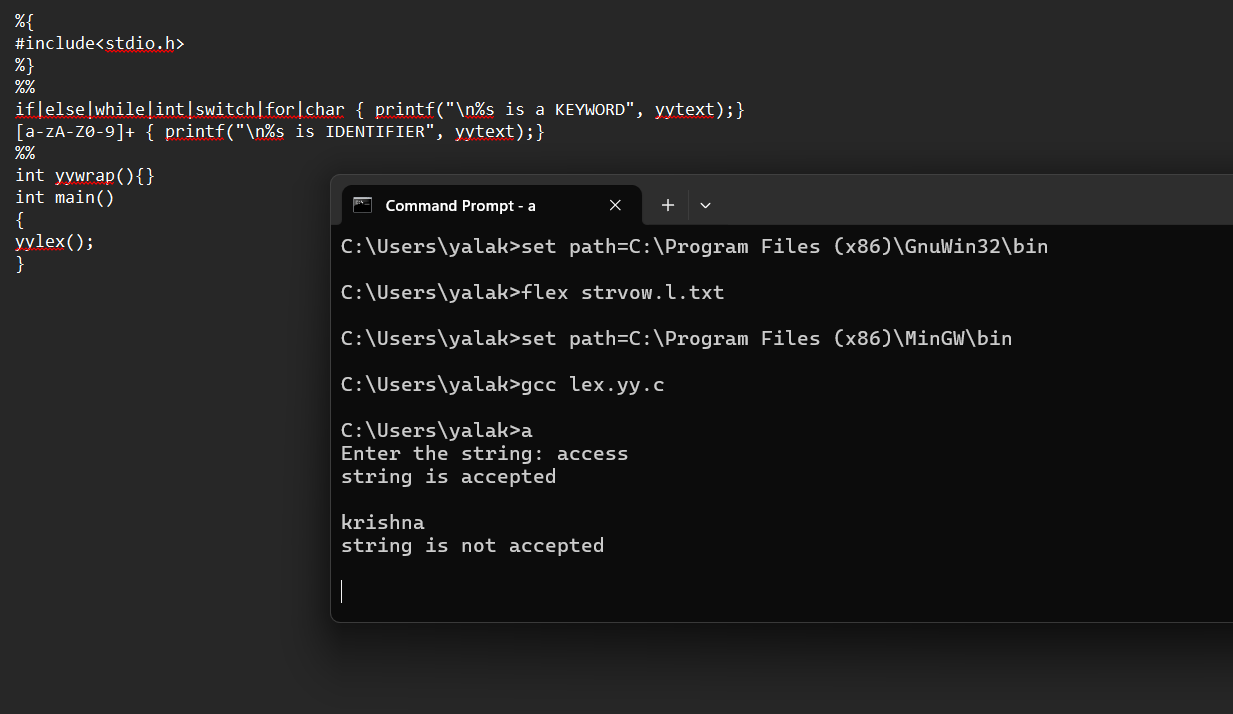 %{
#include<stdio.h>
%}
%%
if|else|while|int|switch|for|char { printf("\n%s is a KEYWORD", yytext);}
[a-zA-Z0-9]+ { printf("\n%s is IDENTIFIER", yytext);}
%%
int yywrap(){}
int main()
{
yylex();
}
Command Prompt - a
C:\Users\yalak>set path=C:\Program Files (x86)\GnuWin32\bin
C:\Users\yalak>flex strvow.l.txt
C:\Users\yalak>set path=C:\Program Files (x86)\MinGW\bin
C:\Users\yalak>gcc lex.yy.c
C:\Users\yalak>a
Enter the string: access
string is accepted
krishna
string is not accepted